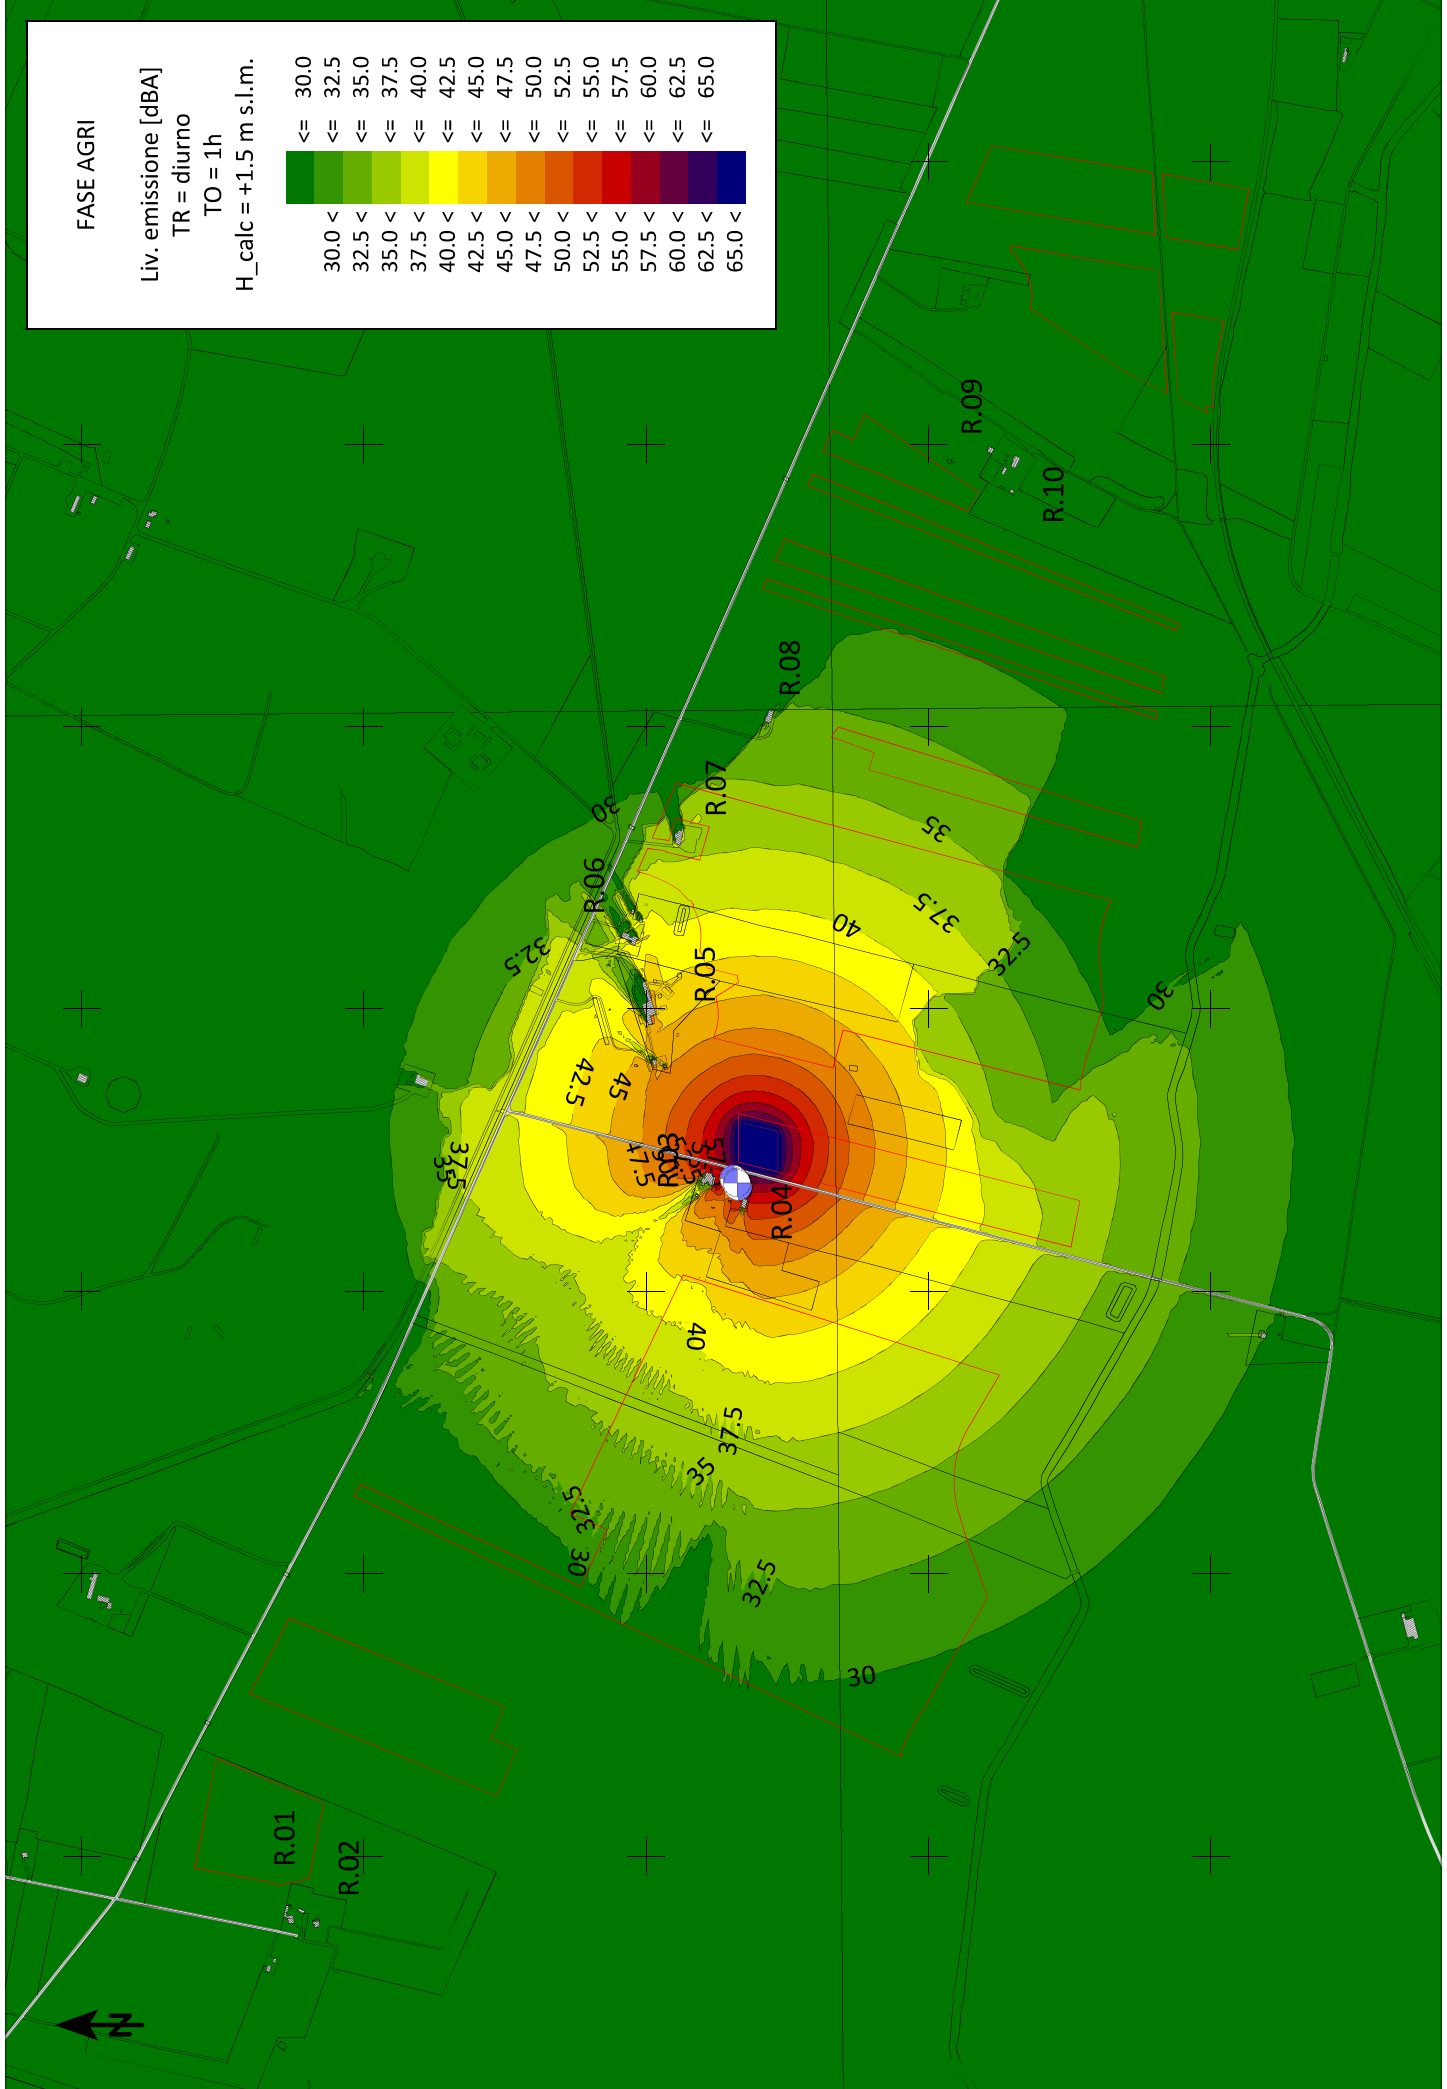 FASE AGRI
Liv. emissione [dBA]
TR = diurno
TO = 1h
H_calc = +1.5 m s.l.m.
<= 30.0
30.0 < <= 32.5
32.5 < <= 35.0
35.0 < <= 37.5
37.5 < <= 40.0
40.0 < <= 42.5
42.5 < <= 45.0
45.0 < <= 47.5
47.5 < <= 50.0
50.0 < <= 52.5
52.5 < <= 55.0
55.0 < <= 57.5
57.5 < <= 60.0
60.0 < <= 62.5
62.5 < <= 65.0
65.0 <
N
R.01
R.02
R.03
R.04
R.05
R.06
R.07
R.08
R.09
R.10
30
32.5
35
37.5
42.5
45
47.5
40
37.5
35
32.5
30
32.5
30
35
37.5
40
32.5
30